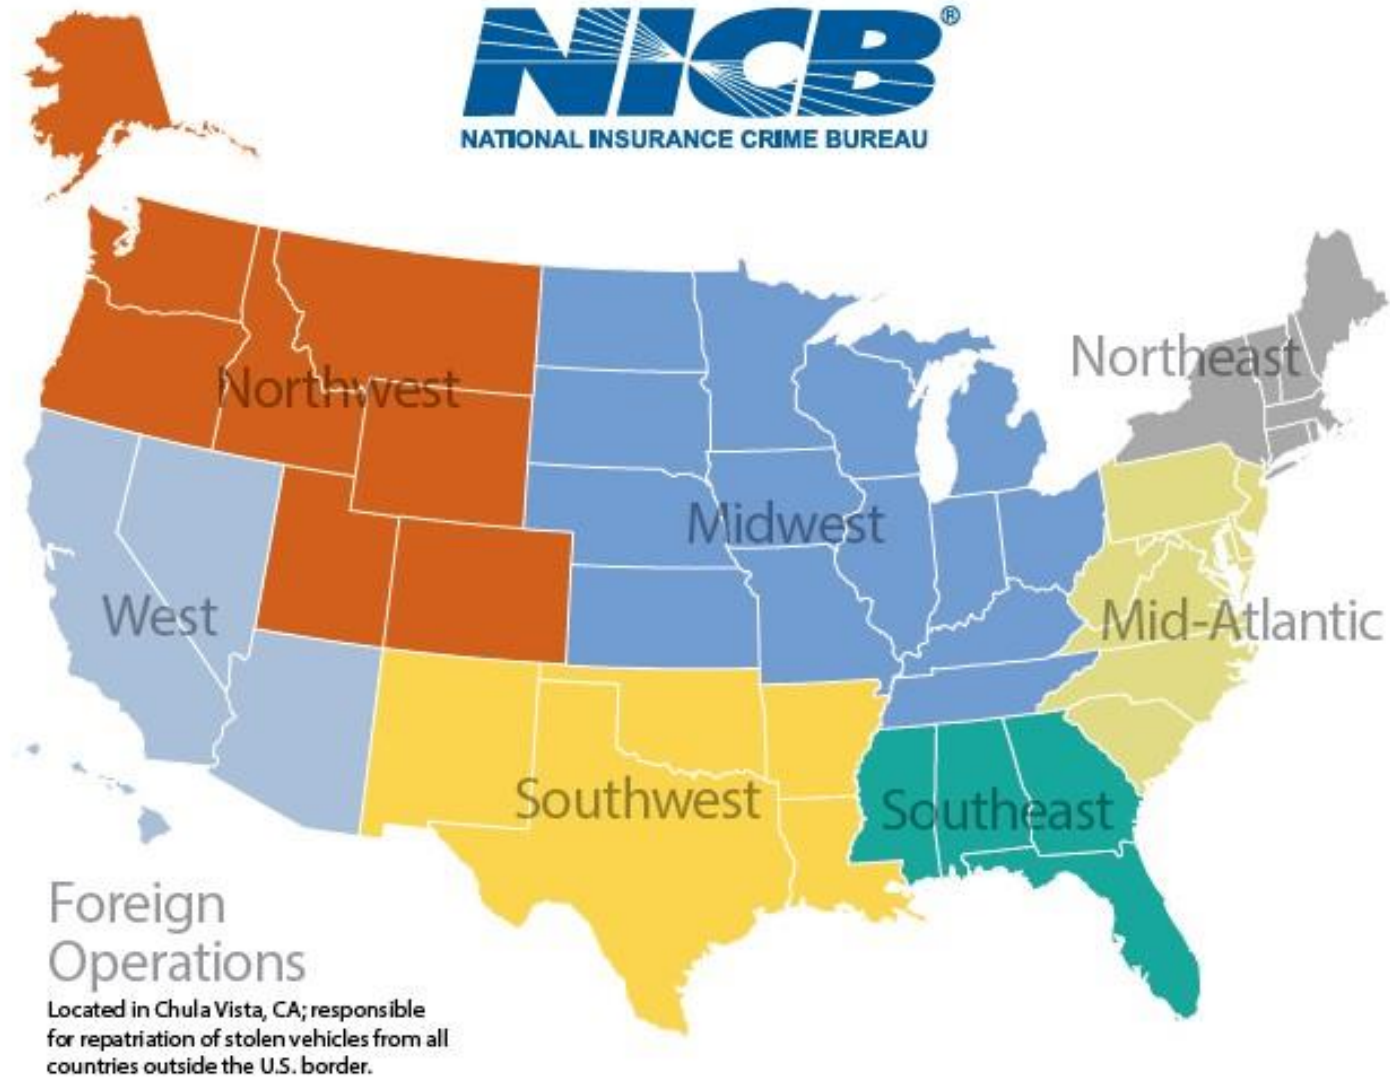 NICB®
NATIONAL INSURANCE CRIME BUREAU
Northeast
Northwest
Midwest
West
Mid-Atlantic
Southwest
Southeast
Foreign
Operations
Located in Chula Vista, CA; responsible
for repatriation of stolen vehicles from all
countries outside the U.S. border.